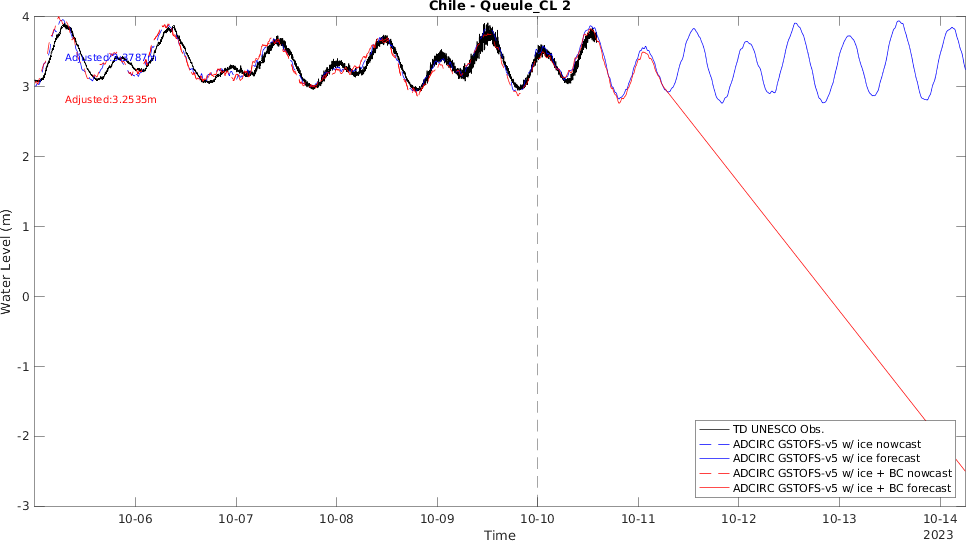 Chile - Queule_CL 2
4
3
2
1
0
-1
-2
-3
Water Level (m)
Adjusted:3.2535m
TD UNESCO Obs.
ADCIRC GSTOFS-v5 w/ ice nowcast
ADCIRC GSTOFS-v5 w/ ice forecast
ADCIRC GSTOFS-v5 w/ ice + BC nowcast
ADCIRC GSTOFS-v5 w/ ice + BC forecast
10-06 10-07 10-08 10-09 10-10 10-11 10-12 10-13 10-14
Time 2023